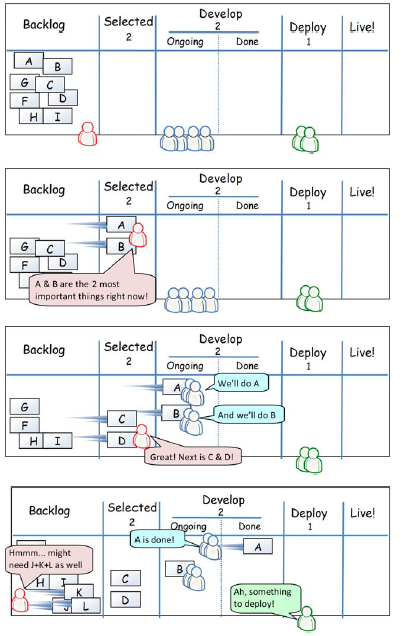 Backlog
Selected
2
Develop
2
Ongoing
Done
Deploy
1
Live!
A
B
G
C
F
D
H
I
Backlog
Selected
2
Develop
2
Ongoing
Done
Deploy
1
Live!
A
B
G
C
F
D
A & B are the 2 most
important things right now!
Backlog
Selected
2
Develop
2
Ongoing
Done
Deploy
1
Live!
A
We'll do A
B
And we'll do B
G
F
C
H
I
D
Great! Next is C & D!
Backlog
Selected
2
Develop
2
Ongoing
Done
Deploy
1
Live!
A is done!
A
Hmmm... might
need J+K+L as well
H
I
K
J
L
C
D
B
Ah, something
to deploy!